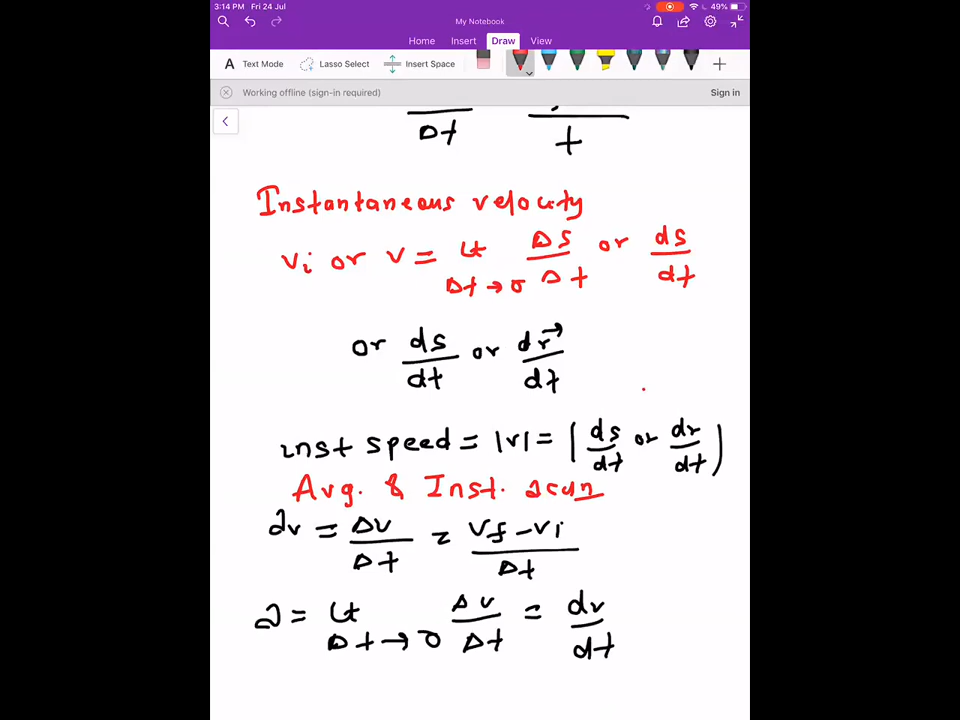 3:14 PM Fri 24 Jul 49%
My Notebook
Home Insert Draw View
A Text Mode Lasso Select Insert Space
Working offline (sign-in required) Sign in
Δt t
Instantaneous velocity
vi or v = Lt Δt→0 Δs/Δt or ds/dt
or ds/dt or dr→/dt
inst speed = |v| = |ds/dt or dr/dt|
Avg. & Inst. accn
av = Δv/Δt = vf - vi/Δt
a = Lt Δt→0 Δv/Δt = dv/dt